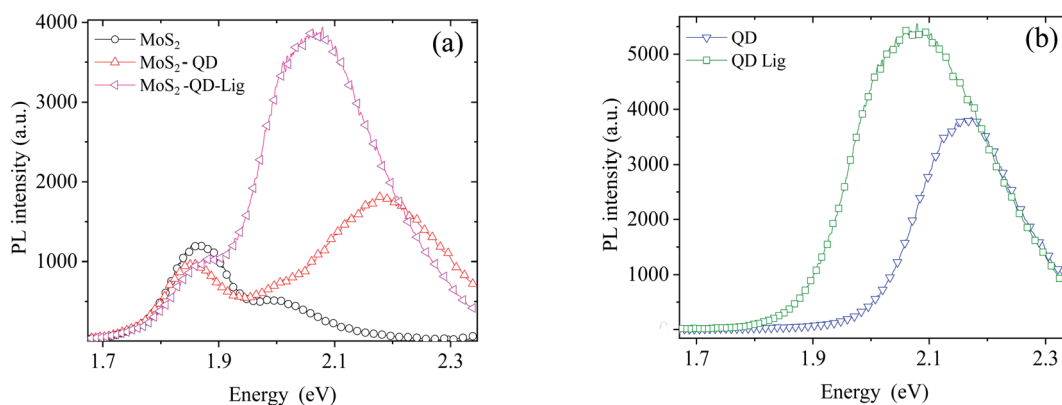 (a)
MoS₂
MoS₂- QD
MoS₂ -QD-Lig
4000
3000
2000
1000
PL intensity (a.u.)
1.7
1.9
2.1
2.3
Energy (eV)
(b)
QD
QD Lig
5000
4000
3000
2000
1000
0
PL intensity (a.u.)
1.7
1.9
2.1
2.3
Energy (eV)